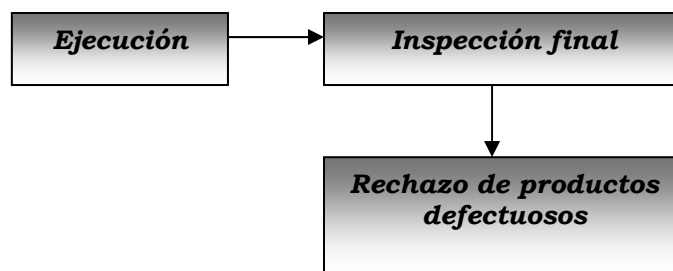 Ejecución
Inspección final
Rechazo de productos
defectuosos